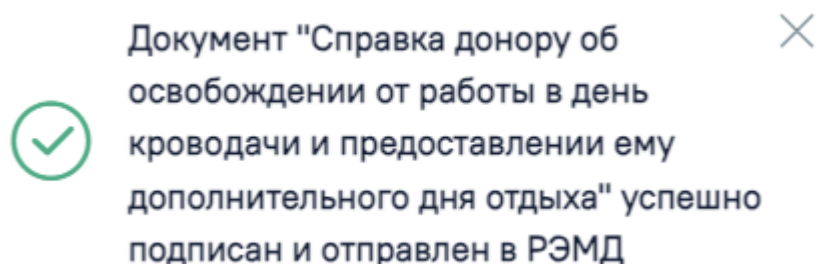 Документ "Справка донору об
освобождении от работы в день
кроводачи и предоставлении ему
дополнительного дня отдыха" успешно
подписан и отправлен в РЭМД